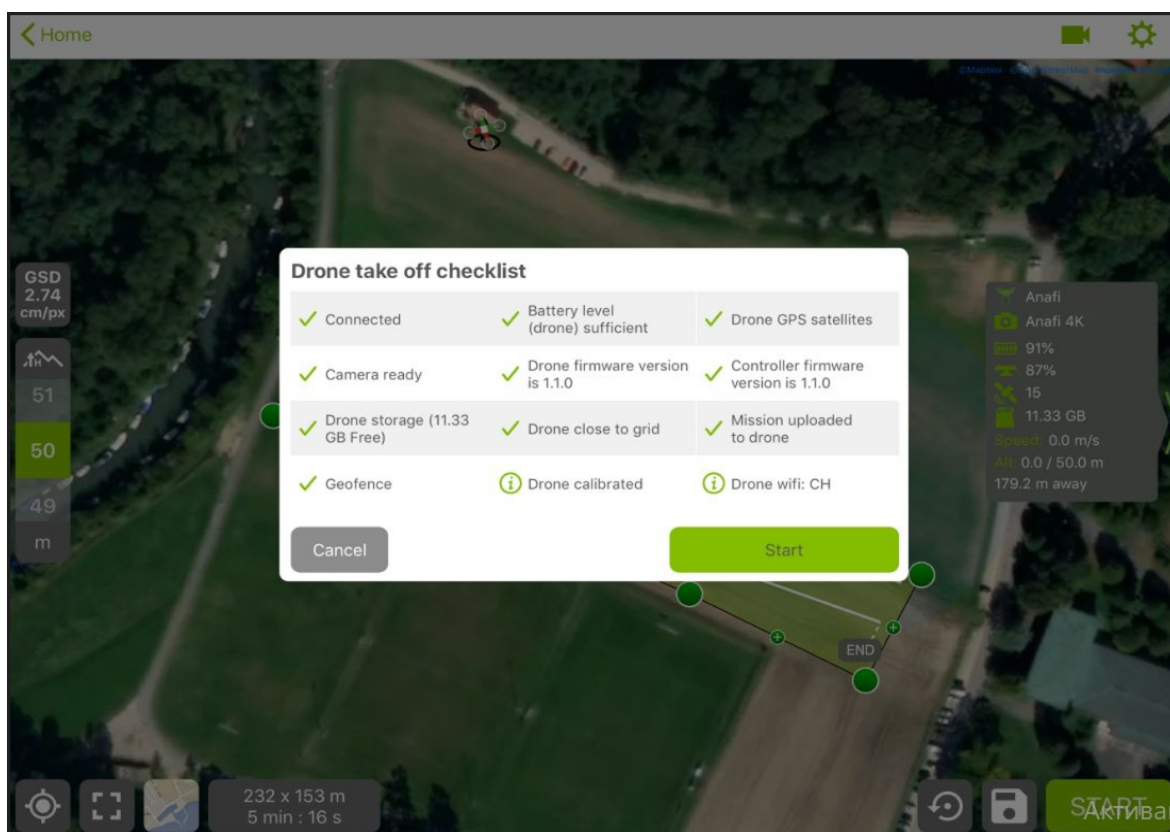 Home
©Mapbox
GSD
2.74
cm/px
51
50
49
m
Drone take off checklist
Connected
Battery level
(drone) sufficient
Drone GPS satellites
Camera ready
Drone firmware version
is 1.1.0
Controller firmware
version is 1.1.0
Drone storage (11.33
GB Free)
Drone close to grid
Mission uploaded
to drone
Geofence
Drone calibrated
Drone wifi: CH
Cancel
Start
Anafi
Anafi 4K
91%
87%
15
11.33 GB
Speed: 0.0 m/s
Alt: 0.0 / 50.0 m
179.2 m away
END
232 x 153 m
5 min : 16 s
START